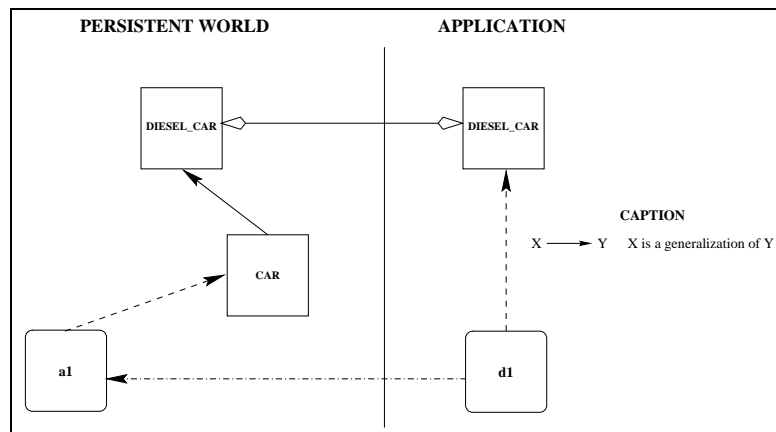 PERSISTENT WORLD
APPLICATION
DIESEL_CAR
DIESEL_CAR
CAPTION
X Y X is a generalization of Y
CAR
a1
d1